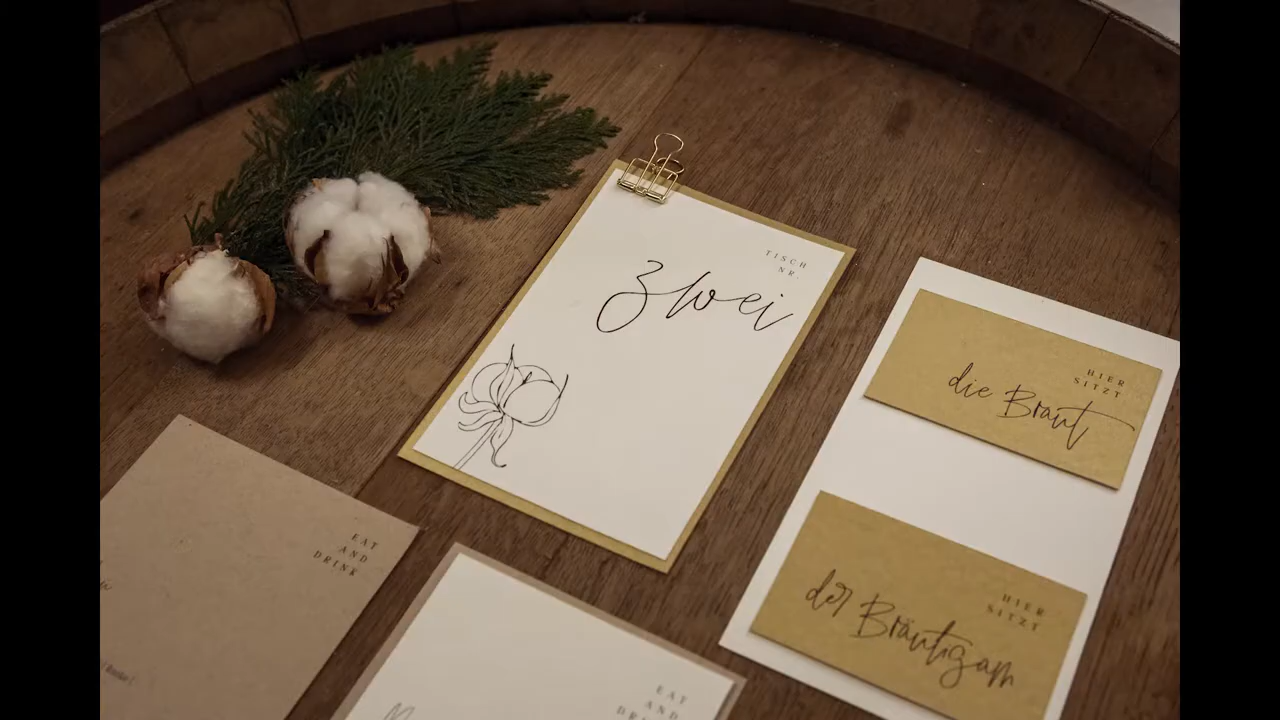 TISCH
NR.
zwei
HIER
SITZT
die Braut
HIER
SITZT
der Bräutigam
EAT
AND
DRINK
EAT
AND
DRINK